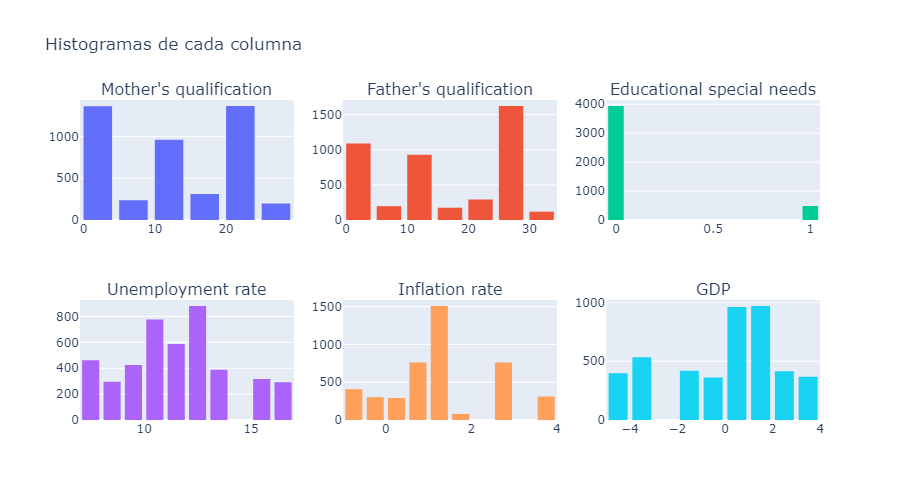 Histogramas de cada columna
Mother's qualification
Father's qualification
Educational special needs
1000
500
0
0 10 20
1500
1000
500
0
0 10 20 30
4000
3000
2000
1000
0
0 0.5 1
Unemployment rate
Inflation rate
GDP
800
600
400
200
0
10 15
1500
1000
500
0
0 2 4
1000
500
0
−4 −2 0 2 4